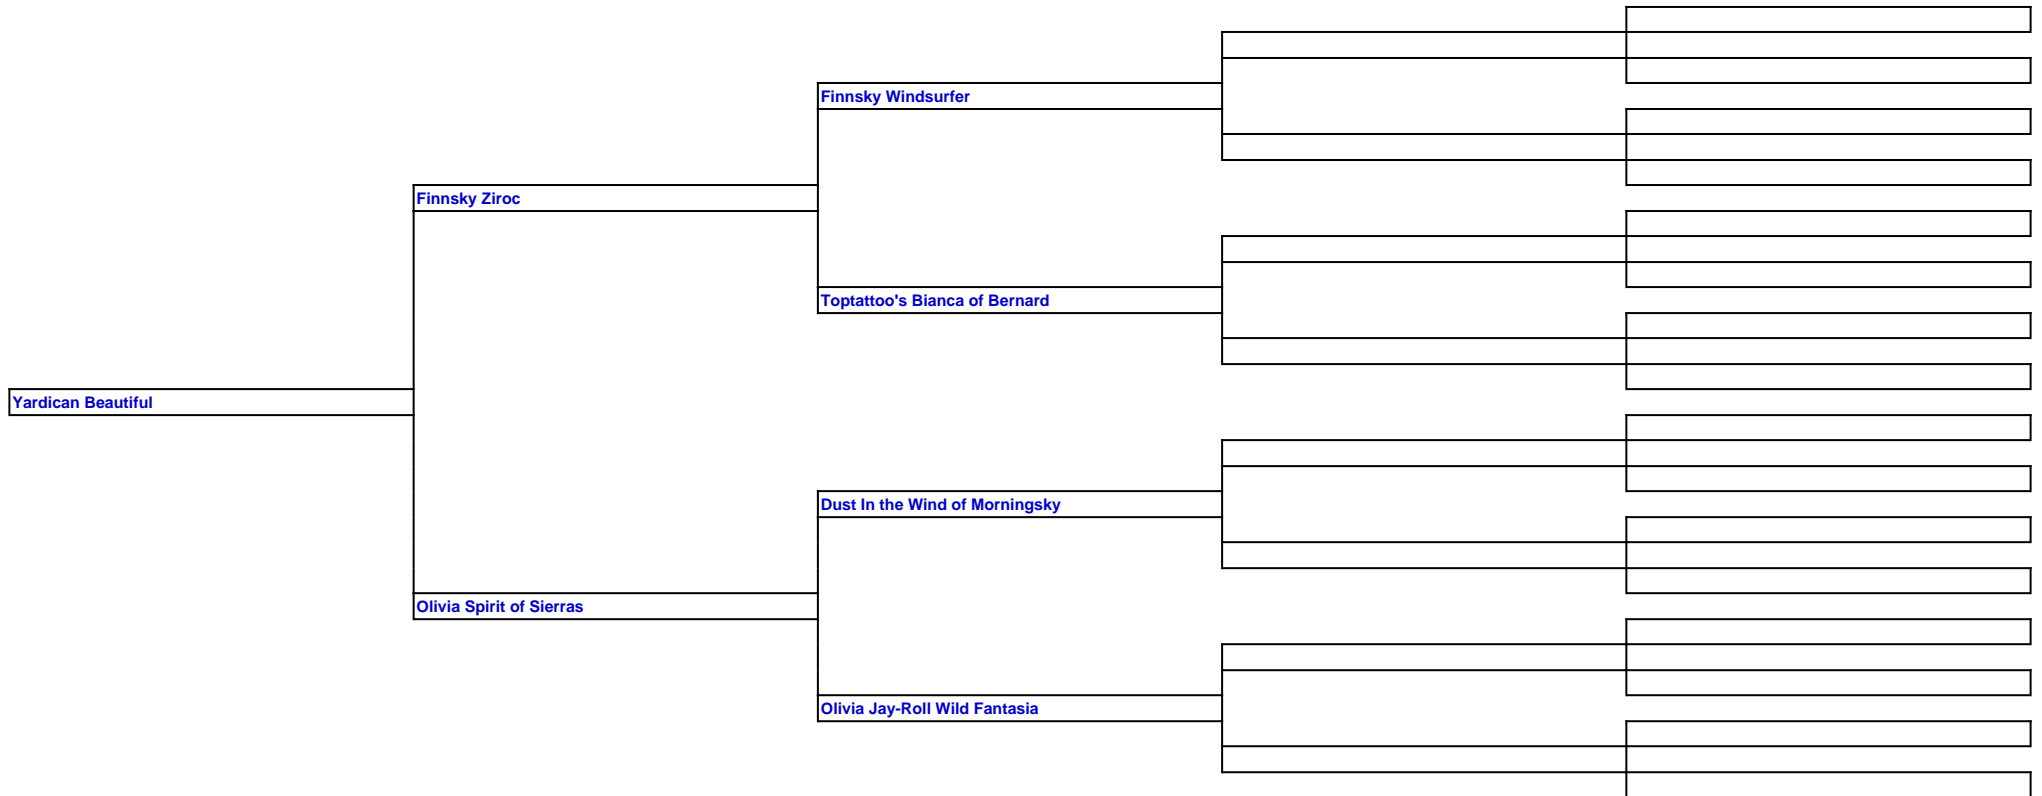 Finnsky Windsurfer
Finnsky Ziroc
Toptattoo's Bianca of Bernard
Yardican Beautiful
Dust In the Wind of Morningsky
Olivia Spirit of Sierras
Olivia Jay-Roll Wild Fantasia